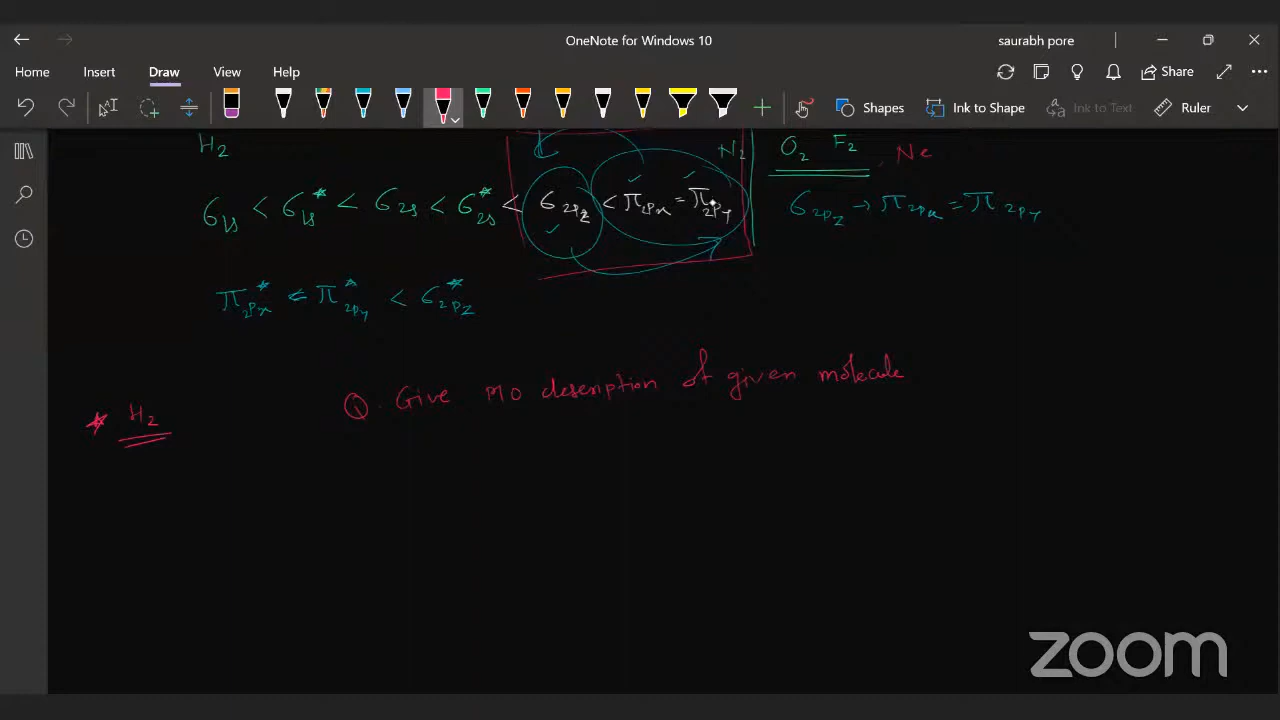 OneNote for Windows 10
saurabh pore
Home Insert Draw View Help
Share
Shapes Ink to Shape Ink to Text Ruler
H₂ N₂ O₂ F₂, Ne
σ1s < σ*1s < σ2s < σ*2s < σ2pz < π2px = π2py σ2pz → π2px = π2py
π*2px = π*2py < σ*2pz
Q. Give MO description of given molecule
* H₂
zoom